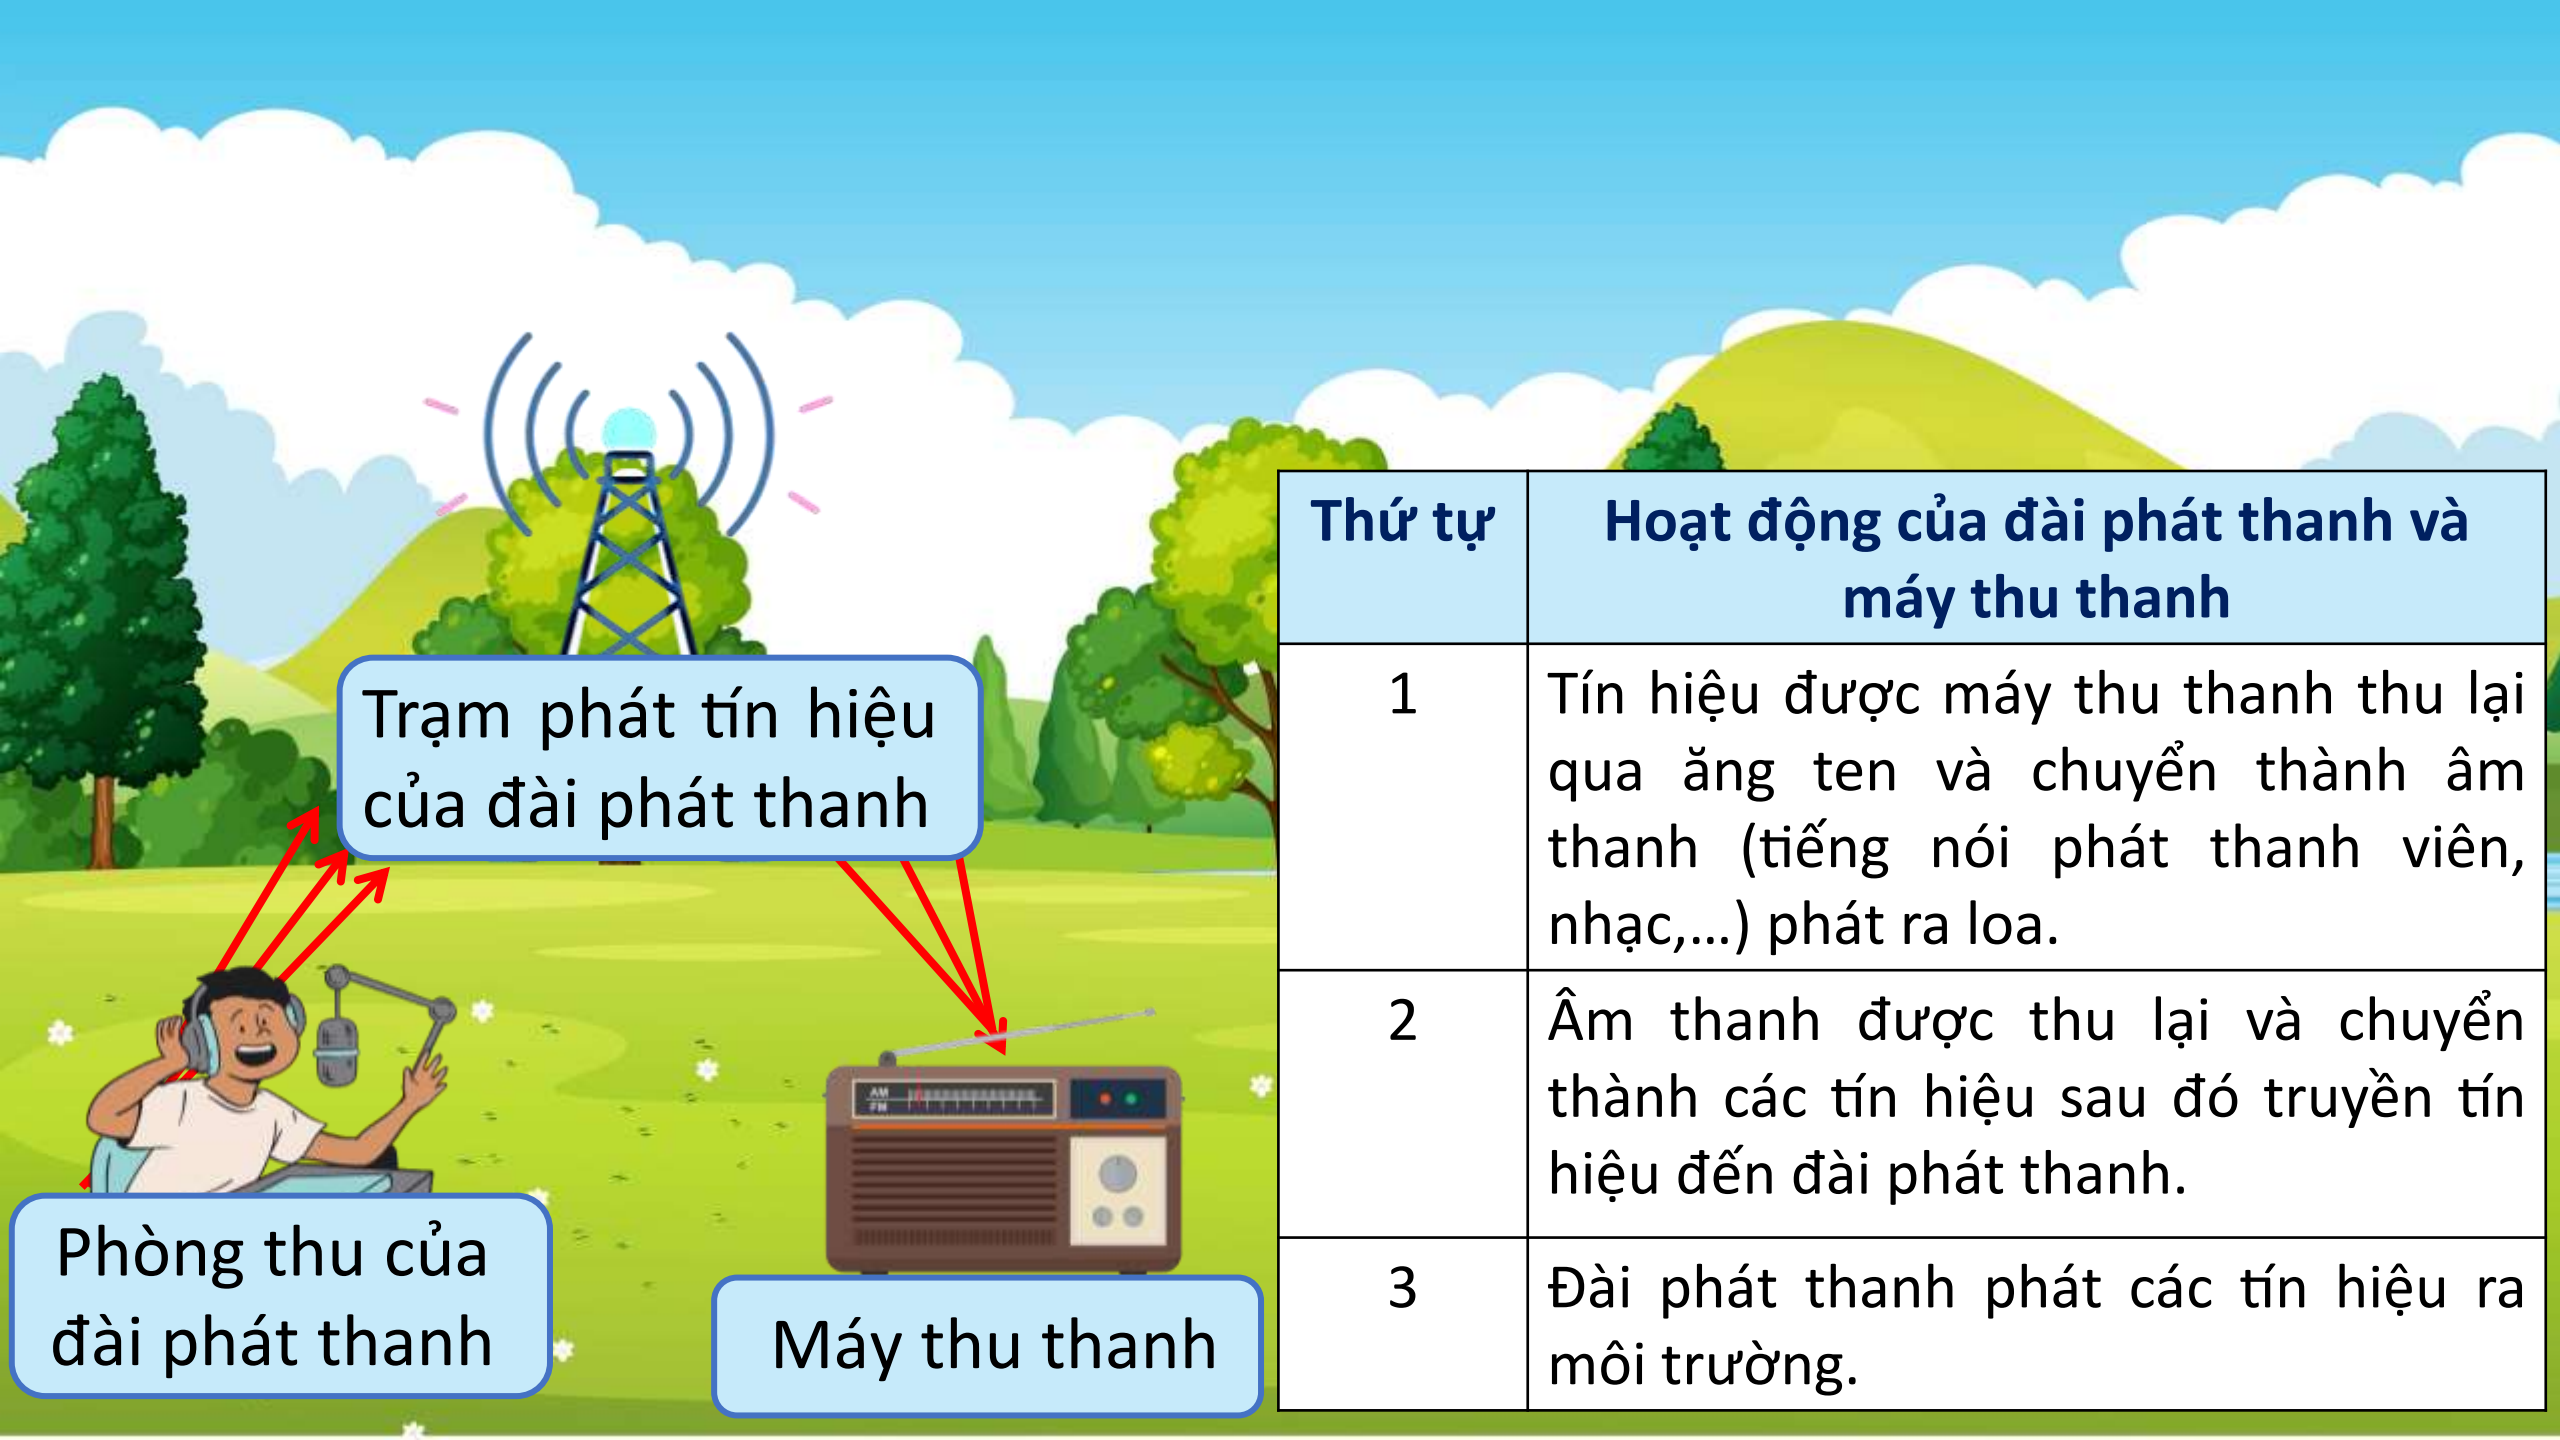 Trạm phát tín hiệu
của đài phát thanh
Phòng thu của
đài phát thanh
AM
FM
Máy thu thanh
Thứ tự
Hoạt động của đài phát thanh và
máy thu thanh
1
Tín hiệu được máy thu thanh thu lại
qua ăng ten và chuyển thành âm
thanh (tiếng nói phát thanh viên,
nhạc,...) phát ra loa.
2
Âm thanh được thu lại và chuyển
thành các tín hiệu sau đó truyền tín
hiệu đến đài phát thanh.
3
Đài phát thanh phát các tín hiệu ra
môi trường.